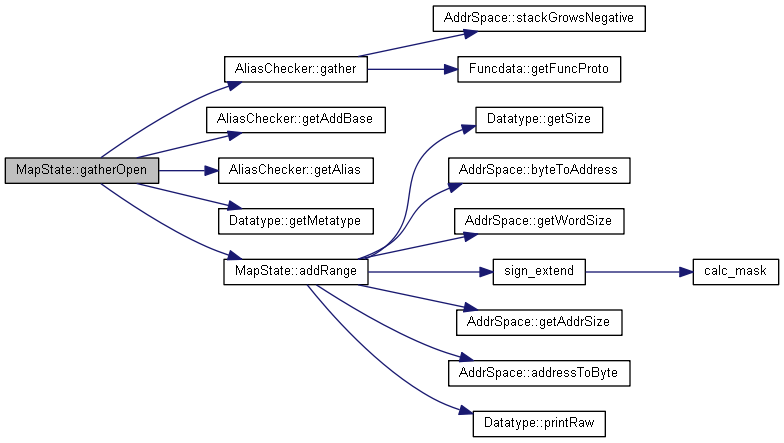 AddrSpace::stackGrowsNegative
AliasChecker::gather
Funcdata::getFuncProto
AliasChecker::getAddBase
Datatype::getSize
MapState::gatherOpen
AliasChecker::getAlias
AddrSpace::byteToAddress
Datatype::getMetatype
AddrSpace::getWordSize
MapState::addRange
sign_extend
calc_mask
AddrSpace::getAddrSize
AddrSpace::addressToByte
Datatype::printRaw